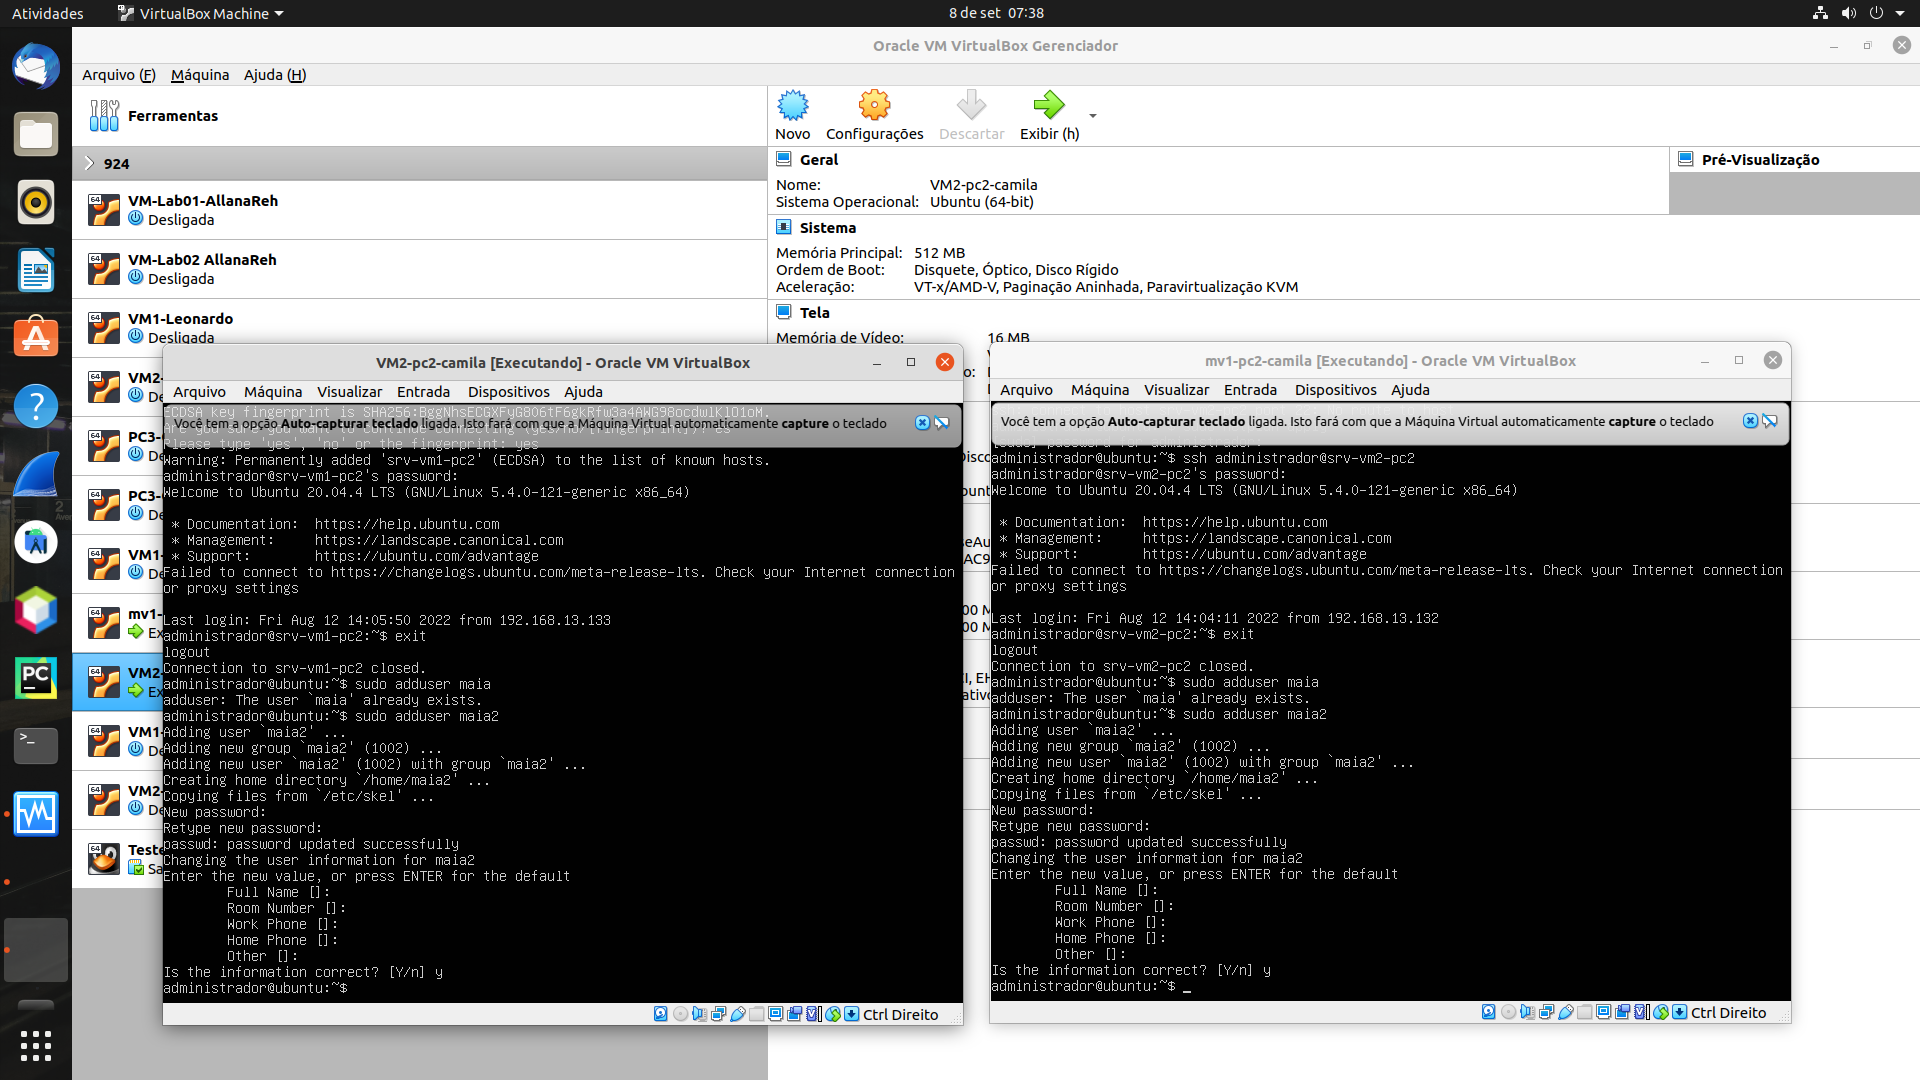 Atividades
VirtualBox Machine
8 de set 07:38
Oracle VM VirtualBox Gerenciador
Arquivo (F) Máquina Ajuda (H)
Ferramentas
924
VM-Lab01-AllanaReh
Desligada
VM-Lab02 AllanaReh
Desligada
VM1-Leonardo
Desligada
VM2-
De
PC3-
De
PC3-
De
VM1-
De
mv1-
Ex
VM2-
Ex
VM1-
De
VM2-
De
Teste
Sa
Novo Configurações Descartar Exibir (h)
Geral
Nome: VM2-pc2-camila
Sistema Operacional: Ubuntu (64-bit)
Pré-Visualização
Sistema
Memória Principal: 512 MB
Ordem de Boot: Disquete, Óptico, Disco Rígido
Aceleração: VT-x/AMD-V, Paginação Aninhada, Paravirtualização KVM
Tela
Memória de Vídeo: 16 MB
VM2-pc2-camila [Executando] - Oracle VM VirtualBox
Arquivo Máquina Visualizar Entrada Dispositivos Ajuda
Você tem a opção Auto-capturar teclado ligada. Isto fará com que a Máquina Virtual automaticamente capture o teclado
Please type 'yes', 'no' or the fingerprint: yes
Warning: Permanently added 'srv-vm1-pc2' (ECDSA) to the list of known hosts.
administrador@srv-vm1-pc2's password:
Welcome to Ubuntu 20.04.4 LTS (GNU/Linux 5.4.0-121-generic x86_64)
* Documentation: https://help.ubuntu.com
* Management: https://landscape.canonical.com
* Support: https://ubuntu.com/advantage
Failed to connect to https://changelogs.ubuntu.com/meta-release-lts. Check your Internet connection
or proxy settings
Last login: Fri Aug 12 14:05:50 2022 from 192.168.13.133
administrador@srv-vm1-pc2:~$ exit
logout
Connection to srv-vm1-pc2 closed.
administrador@ubuntu:~$ sudo adduser maia
adduser: The user `maia' already exists.
administrador@ubuntu:~$ sudo adduser maia2
Adding user `maia2' ...
Adding new group `maia2' (1002) ...
Adding new user `maia2' (1002) with group `maia2' ...
Creating home directory `/home/maia2' ...
Copying files from `/etc/skel' ...
New password:
Retype new password:
passwd: password updated successfully
Changing the user information for maia2
Enter the new value, or press ENTER for the default
Full Name []:
Room Number []:
Work Phone []:
Home Phone []:
Other []:
Is the information correct? [Y/n] y
administrador@ubuntu:~$
Ctrl Direito
mv1-pc2-camila [Executando] - Oracle VM VirtualBox
Arquivo Máquina Visualizar Entrada Dispositivos Ajuda
Você tem a opção Auto-capturar teclado ligada. Isto fará com que a Máquina Virtual automaticamente capture o teclado
administrador@ubuntu:~$ ssh administrador@srv-vm2-pc2
administrador@srv-vm2-pc2's password:
Welcome to Ubuntu 20.04.4 LTS (GNU/Linux 5.4.0-121-generic x86_64)
* Documentation: https://help.ubuntu.com
* Management: https://landscape.canonical.com
* Support: https://ubuntu.com/advantage
Failed to connect to https://changelogs.ubuntu.com/meta-release-lts. Check your Internet connection
or proxy settings
Last login: Fri Aug 12 14:04:11 2022 from 192.168.13.132
administrador@srv-vm2-pc2:~$ exit
logout
Connection to srv-vm2-pc2 closed.
administrador@ubuntu:~$ sudo adduser maia
adduser: The user `maia' already exists.
administrador@ubuntu:~$ sudo adduser maia2
Adding user `maia2' ...
Adding new group `maia2' (1002) ...
Adding new user `maia2' (1002) with group `maia2' ...
Creating home directory `/home/maia2' ...
Copying files from `/etc/skel' ...
New password:
Retype new password:
passwd: password updated successfully
Changing the user information for maia2
Enter the new value, or press ENTER for the default
Full Name []:
Room Number []:
Work Phone []:
Home Phone []:
Other []:
Is the information correct? [Y/n] y
administrador@ubuntu:~$ _
Ctrl Direito